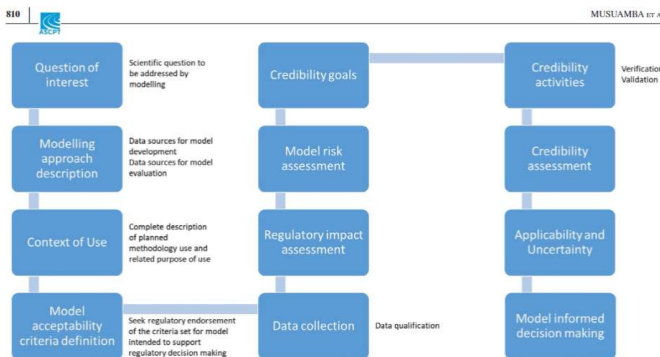 810
ASCPT
MUSUAMBA ET A
Question of
interest
Scientific question to
be addressed by
modelling
Modelling
approach
description
Data sources for model
development
Data sources for model
evaluation
Context of Use
Complete description
of planned
methodology use and
related purpose of use
Model
acceptability
criteria definition
Seek regulatory endorsement
of the criteria set for model
intended to support
regulatory decision making
Data collection
Data qualification
Regulatory impact
assessment
Model risk
assessment
Credibility goals
Credibility
activities
Verification
Validation
Credibility
assessment
Applicability and
Uncertainty
Model informed
decision making